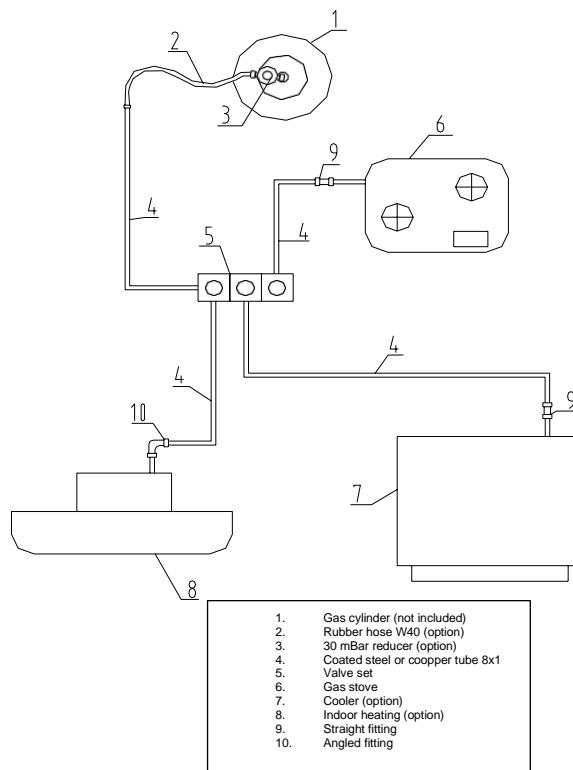 1
2
3
6
9
4
5
4
4
4
9
10
7
8
1. Gas cylinder (not included)
2. Rubber hose W40 (option)
3. 30 mBar reducer (option)
4. Coated steel or coopper tube 8x1
5. Valve set
6. Gas stove
7. Cooler (option)
8. Indoor heating (option)
9. Straight fitting
10. Angled fitting